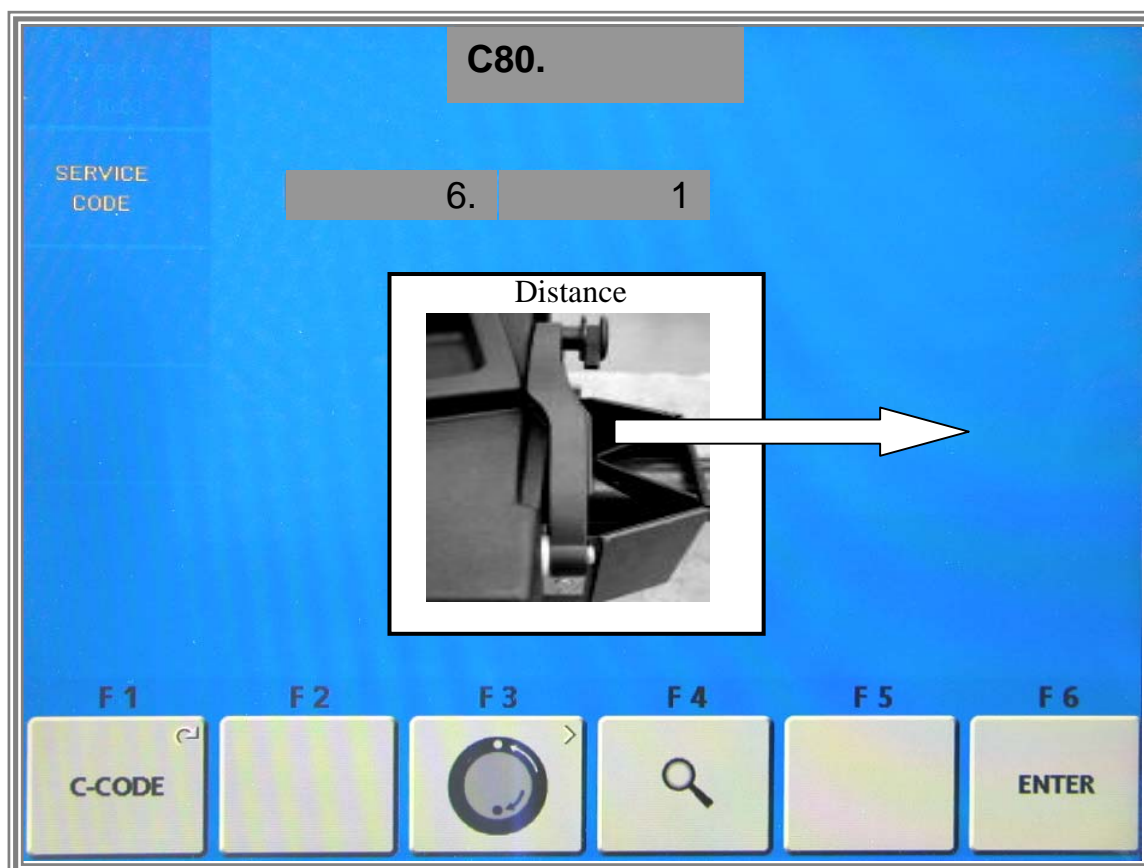 C80.
SERVICE
CODE
6. 1
Distance
F 1 F 2 F 3 F 4 F 5 F 6
C-CODE ENTER